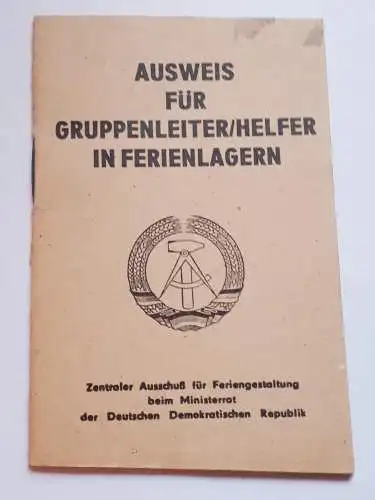 AUSWEIS
FÜR
GRUPPENLEITER/HELFER
IN FERIENLAGERN
Zentraler Ausschuß für Feriengestaltung
beim Ministerrat
der Deutschen Demokratischen Republik